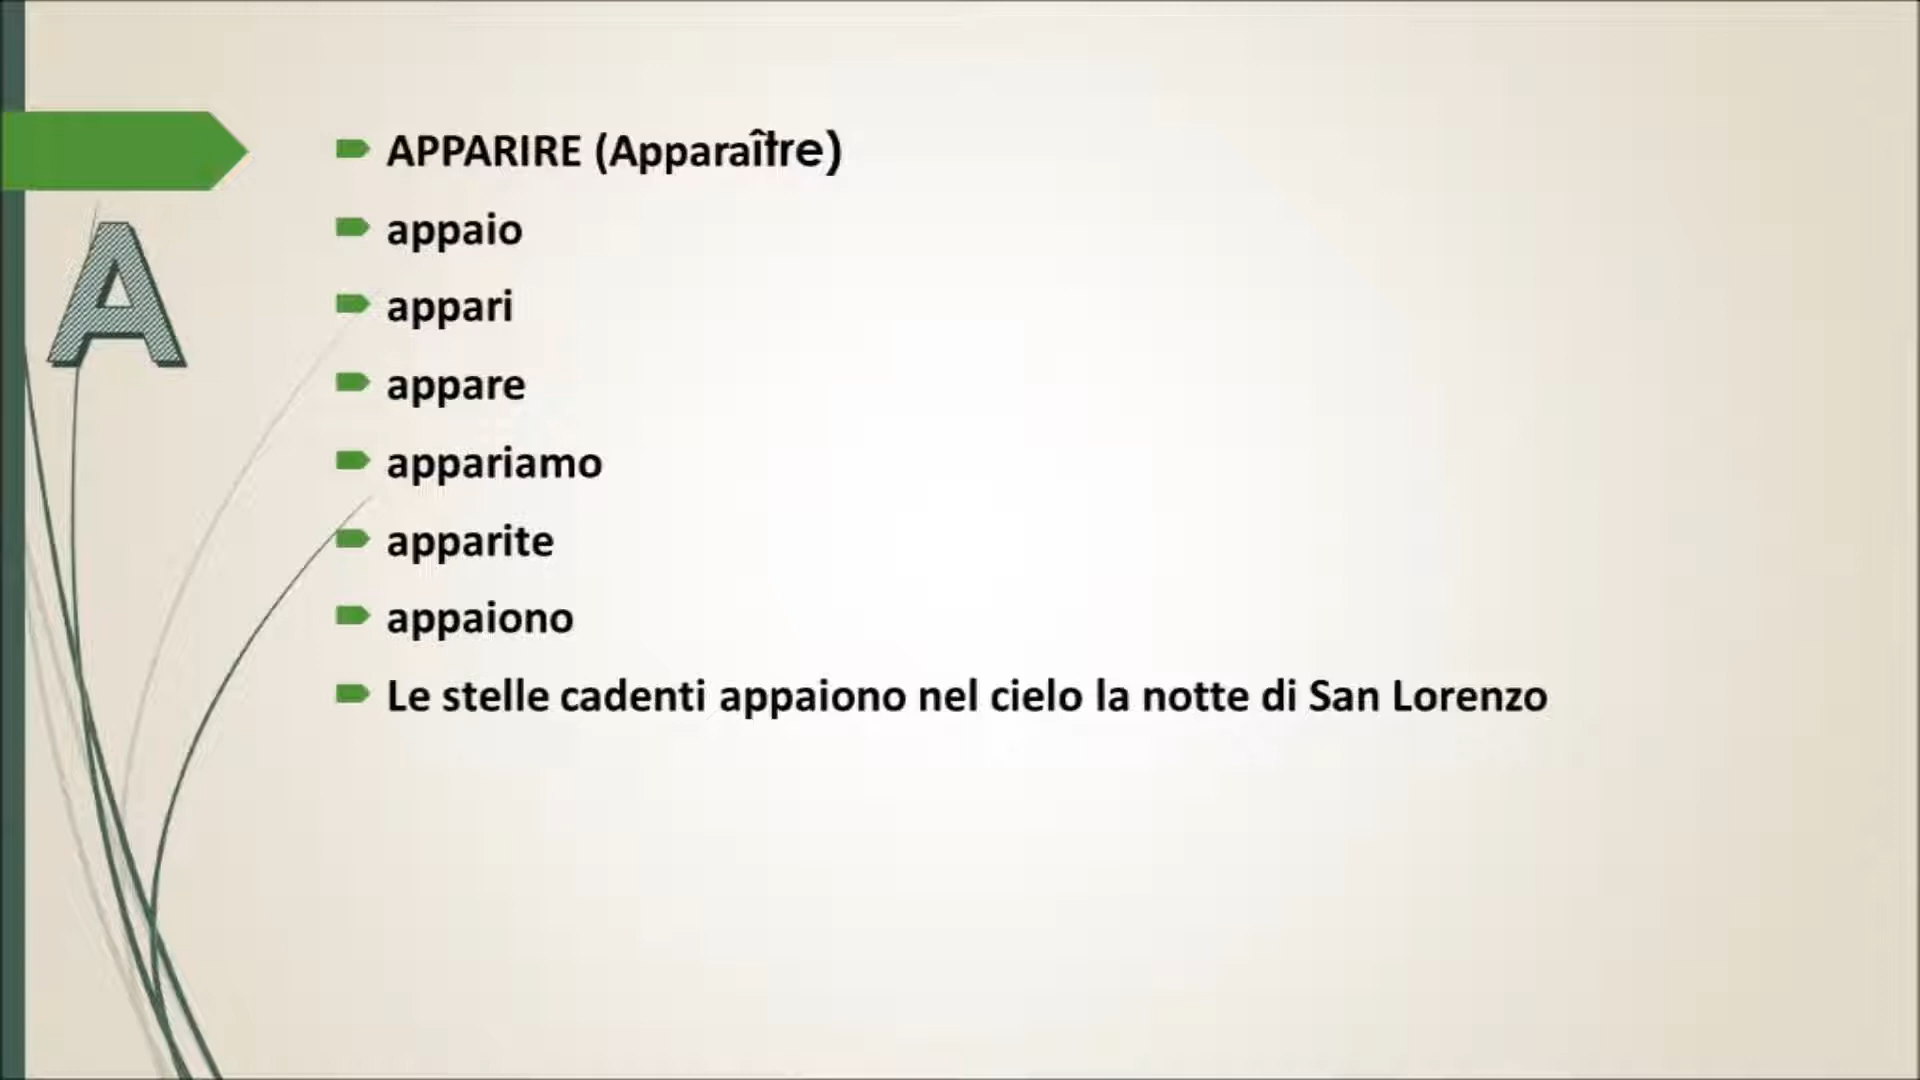 APPARIRE (Apparaître)
A
appaio
appari
appare
appariamo
apparite
appaiono
Le stelle cadenti appaiono nel cielo la notte di San Lorenzo